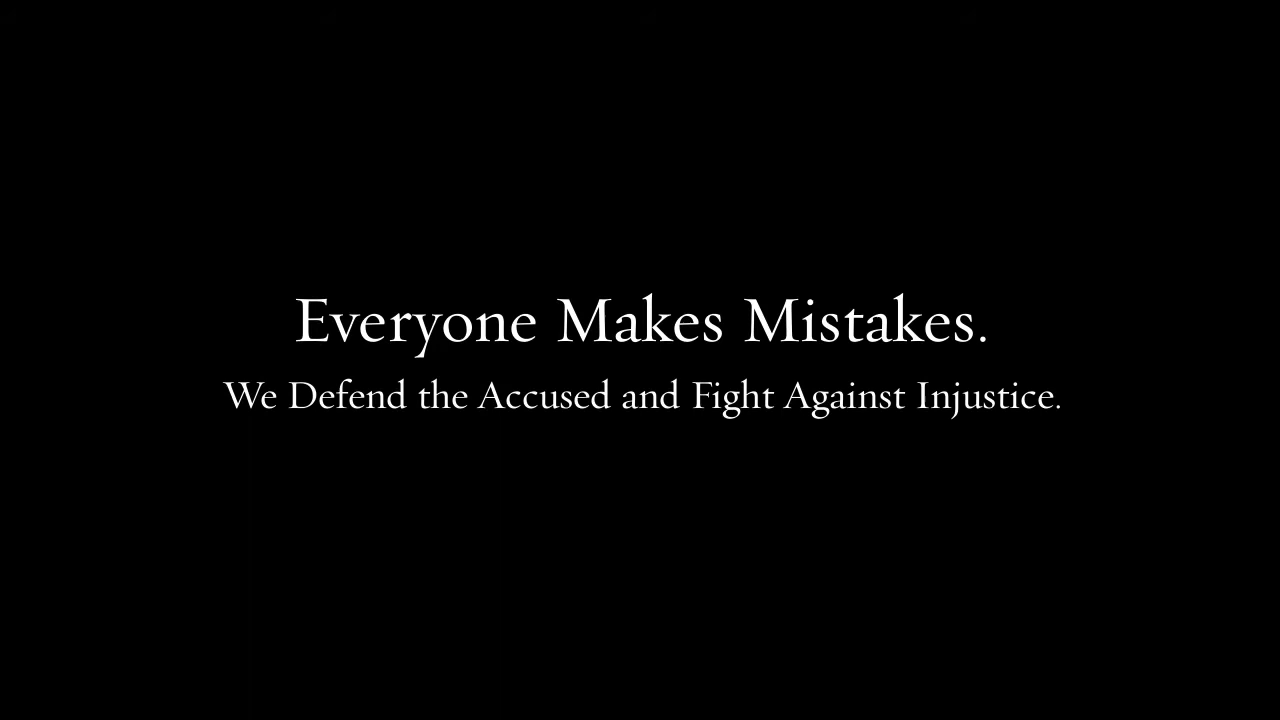 Everyone Makes Mistakes.
We Defend the Accused and Fight Against Injustice.